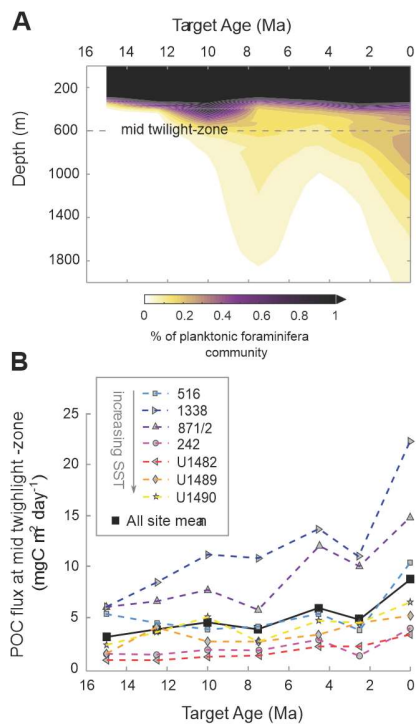 A
Target Age (Ma)
16 14 12 10 8 6 4 2 0
200
600
1000
1400
1800
Depth (m)
mid twilight-zone
0 0.2 0.4 0.6 0.8 1
% of planktonic foraminifera
community
B
increasing SST
516
1338
871/2
242
U1482
U1489
U1490
All site mean
25
20
15
10
5
0
POC flux at mid twighlight -zone
(mgC m² day⁻¹)
16 14 12 10 8 6 4 2 0
Target Age (Ma)